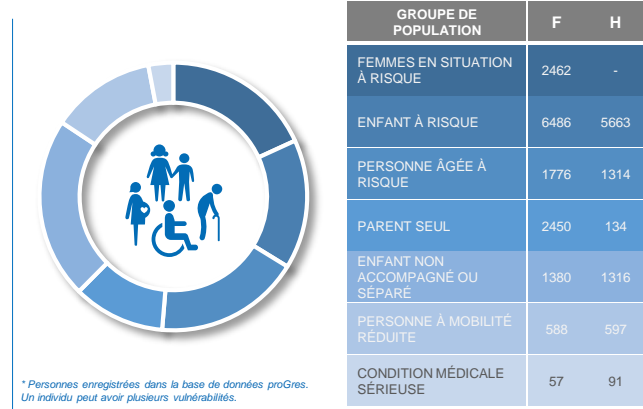 GROUPE DE
POPULATION
F
H
FEMMES EN SITUATION
À RISQUE
2462
-
ENFANT À RISQUE
6486
5663
PERSONNE ÂGÉE À
RISQUE
1776
1314
PARENT SEUL
2450
134
ENFANT NON
ACCOMPAGNÉ OU
SÉPARÉ
1380
1316
PERSONNE À MOBILITÉ
RÉDUITE
588
597
CONDITION MÉDICALE
SÉRIEUSE
57
91
* Personnes enregistrées dans la base de données proGres.
Un individu peut avoir plusieurs vulnérabilités.